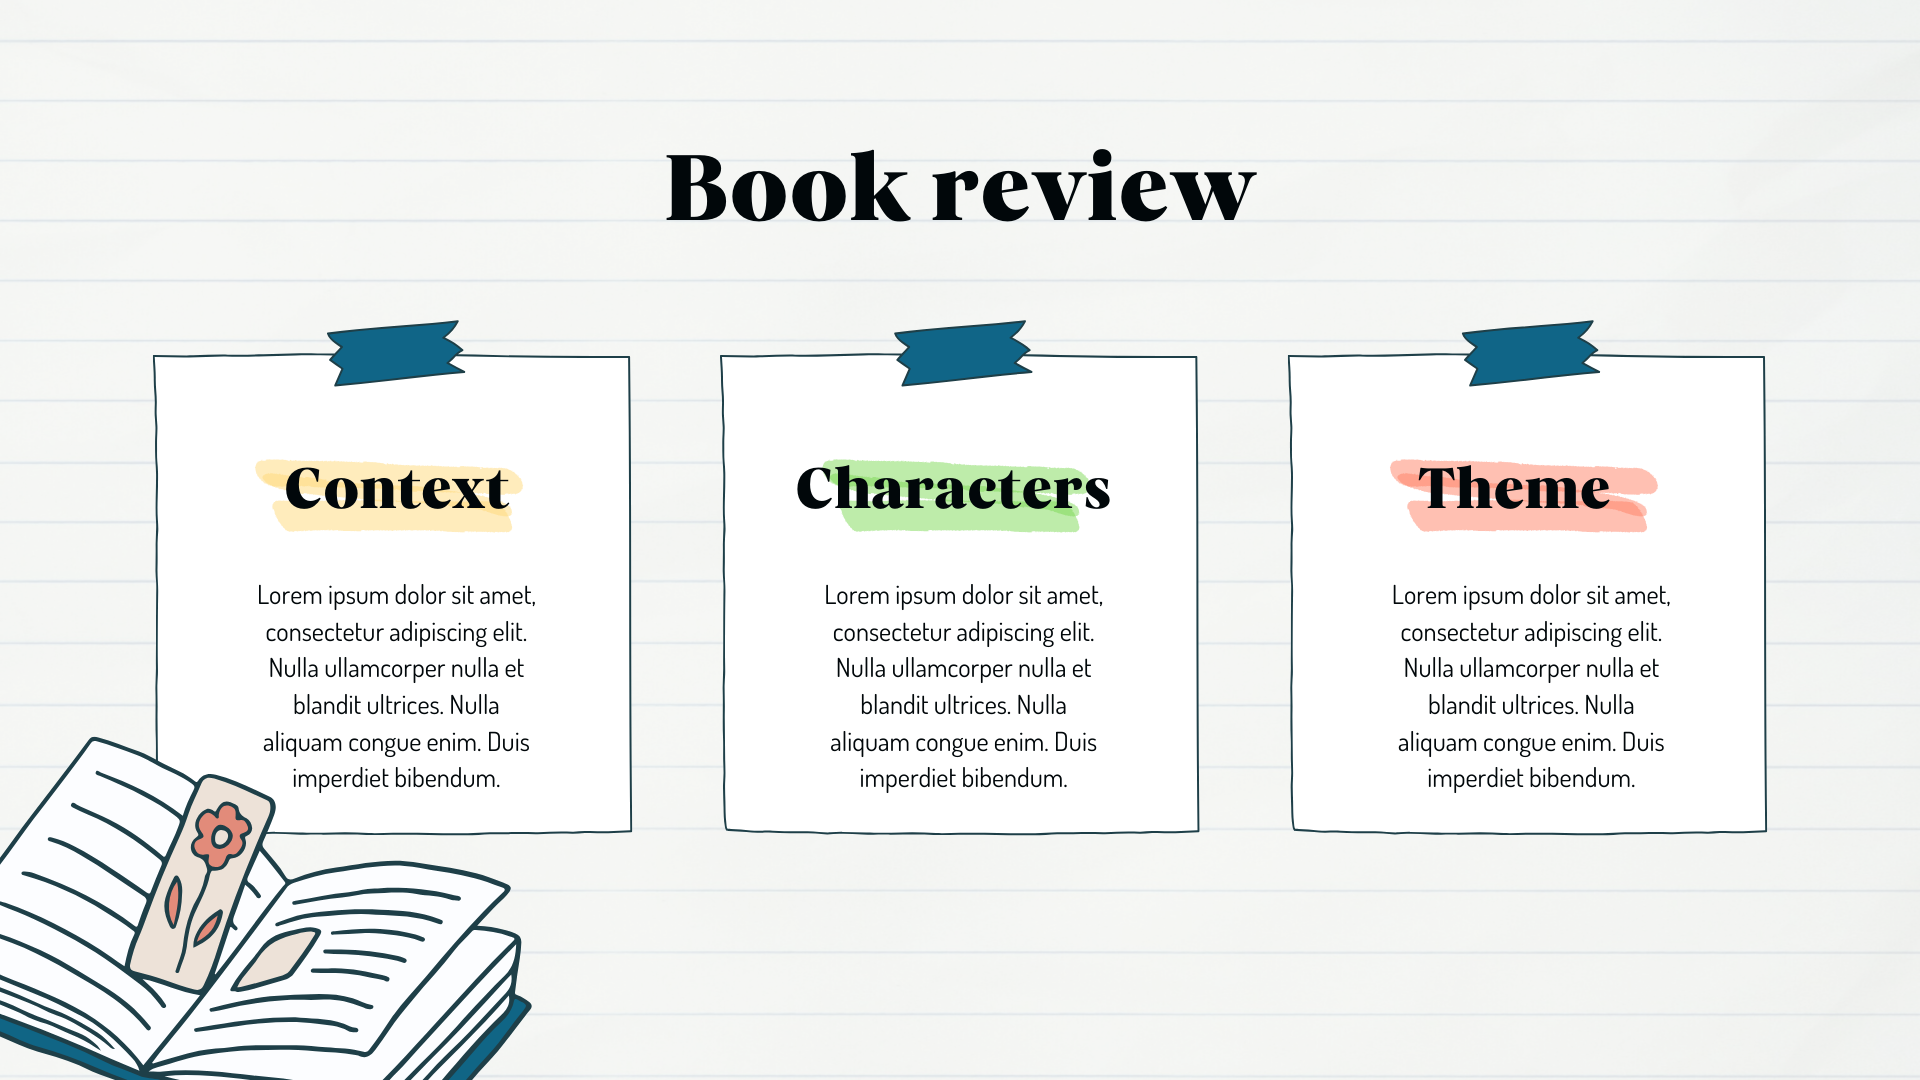 Book review
Context
Lorem ipsum dolor sit amet,
consectetur adipiscing elit.
Nulla ullamcorper nulla et
blandit ultrices. Nulla
aliquam congue enim. Duis
imperdiet bibendum.
Characters
Lorem ipsum dolor sit amet,
consectetur adipiscing elit.
Nulla ullamcorper nulla et
blandit ultrices. Nulla
aliquam congue enim. Duis
imperdiet bibendum.
Theme
Lorem ipsum dolor sit amet,
consectetur adipiscing elit.
Nulla ullamcorper nulla et
blandit ultrices. Nulla
aliquam congue enim. Duis
imperdiet bibendum.